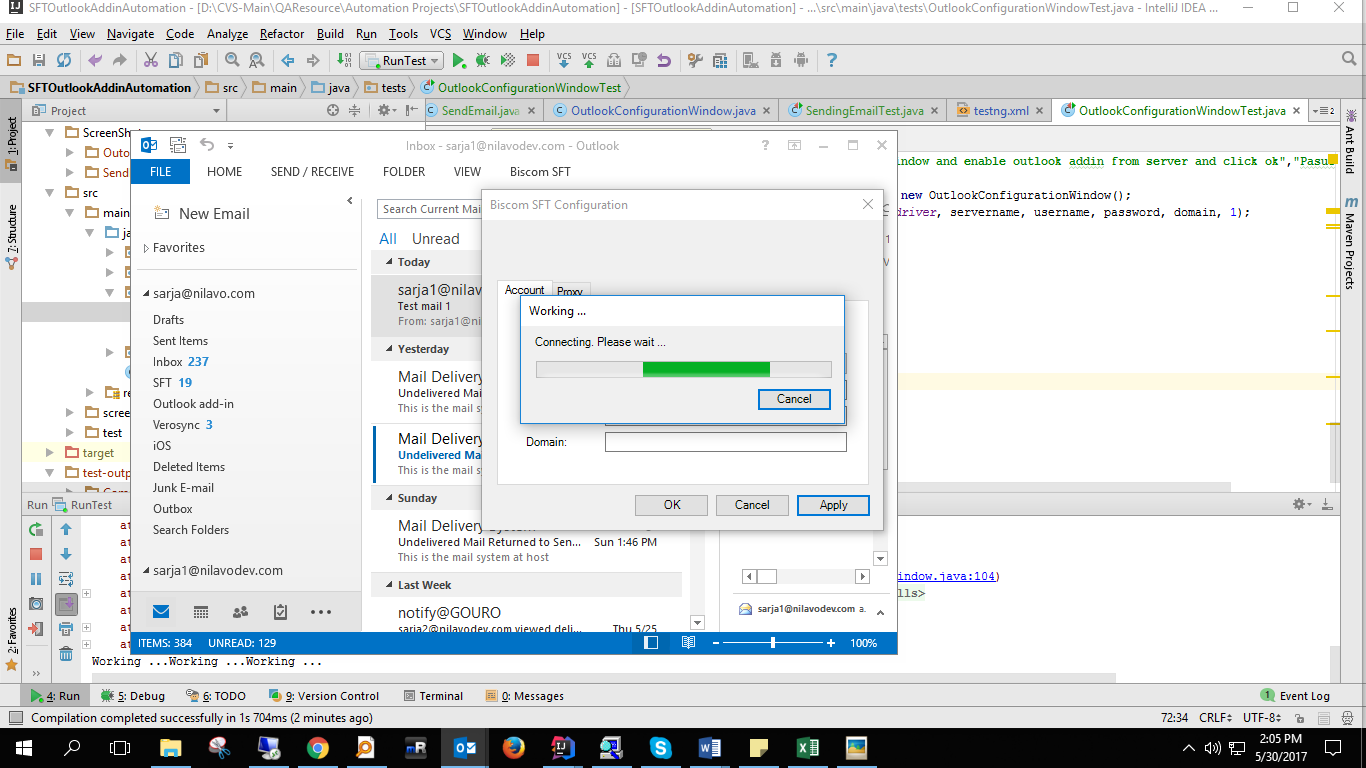 SFTOutlookAddinAutomation - [D:\CVS-Main\QAResource\Automation Projects\SFTOutlookAddinAutomation] - [SFTOutlookAddinAutomation] - ...\src\main\java\tests\OutlookConfigurationWindowTest.java - IntelliJ IDEA ...
File Edit View Navigate Code Analyze Refactor Build Run Tools VCS Window Help
RunTest
SFTOutlookAddinAutomation src main java tests OutlookConfigurationWindowTest
Project
SendEmail.java OutlookConfigurationWindow.java SendingEmailTest.java testng.xml OutlookConfigurationWindowTest.java 2
1: Project
7: Structure
2: Favorites
Ant Build
Maven Projects
ScreenSh
Outo
Send
src
main
ja
re
scree
test
target
test-outp
indow and enable outlook addin from server and click ok","Pasu
new OutlookConfigurationWindow();
driver, servername, username, password, domain, 1);
Inbox - sarja1@nilavodev.com - Outlook
FILE HOME SEND / RECEIVE FOLDER VIEW Biscom SFT
New Email
Favorites
sarja@nilavo.com
Drafts
Sent Items
Inbox 237
SFT 19
Outlook add-in
Verosync 3
iOS
Deleted Items
Junk E-mail
Outbox
Search Folders
sarja1@nilavodev.com
Search Current Mai
All Unread
Today
sarja1@nilav
Test mail 1
From: sarja1@ni
Yesterday
Mail Delivery
Undelivered Mai
This is the mail sy
Mail Delivery
Undelivered Ma
This is the mail sy
Sunday
Mail Delivery System
Undelivered Mail Returned to Sen... Sun 1:46 PM
This is the mail system at host
Last Week
notify@GOURO
sarja2@nilavodev.com viewed deli... Thu 5/25
sarja1@nilavodev.com a.
ITEMS: 384 UNREAD: 129
100%
Biscom SFT Configuration
Account Proxy
Working ...
Connecting. Please wait ...
Cancel
Domain:
OK Cancel Apply
Run RunTest
at
at
at
at
at
at
at
at
indow.java:104)
lls>
Working ...Working ...Working ...
4: Run 5: Debug 6: TODO 9: Version Control Terminal 0: Messages 1 Event Log
Compilation completed successfully in 1s 704ms (2 minutes ago) 72:34 CRLF UTF-8
2:05 PM
5/30/2017